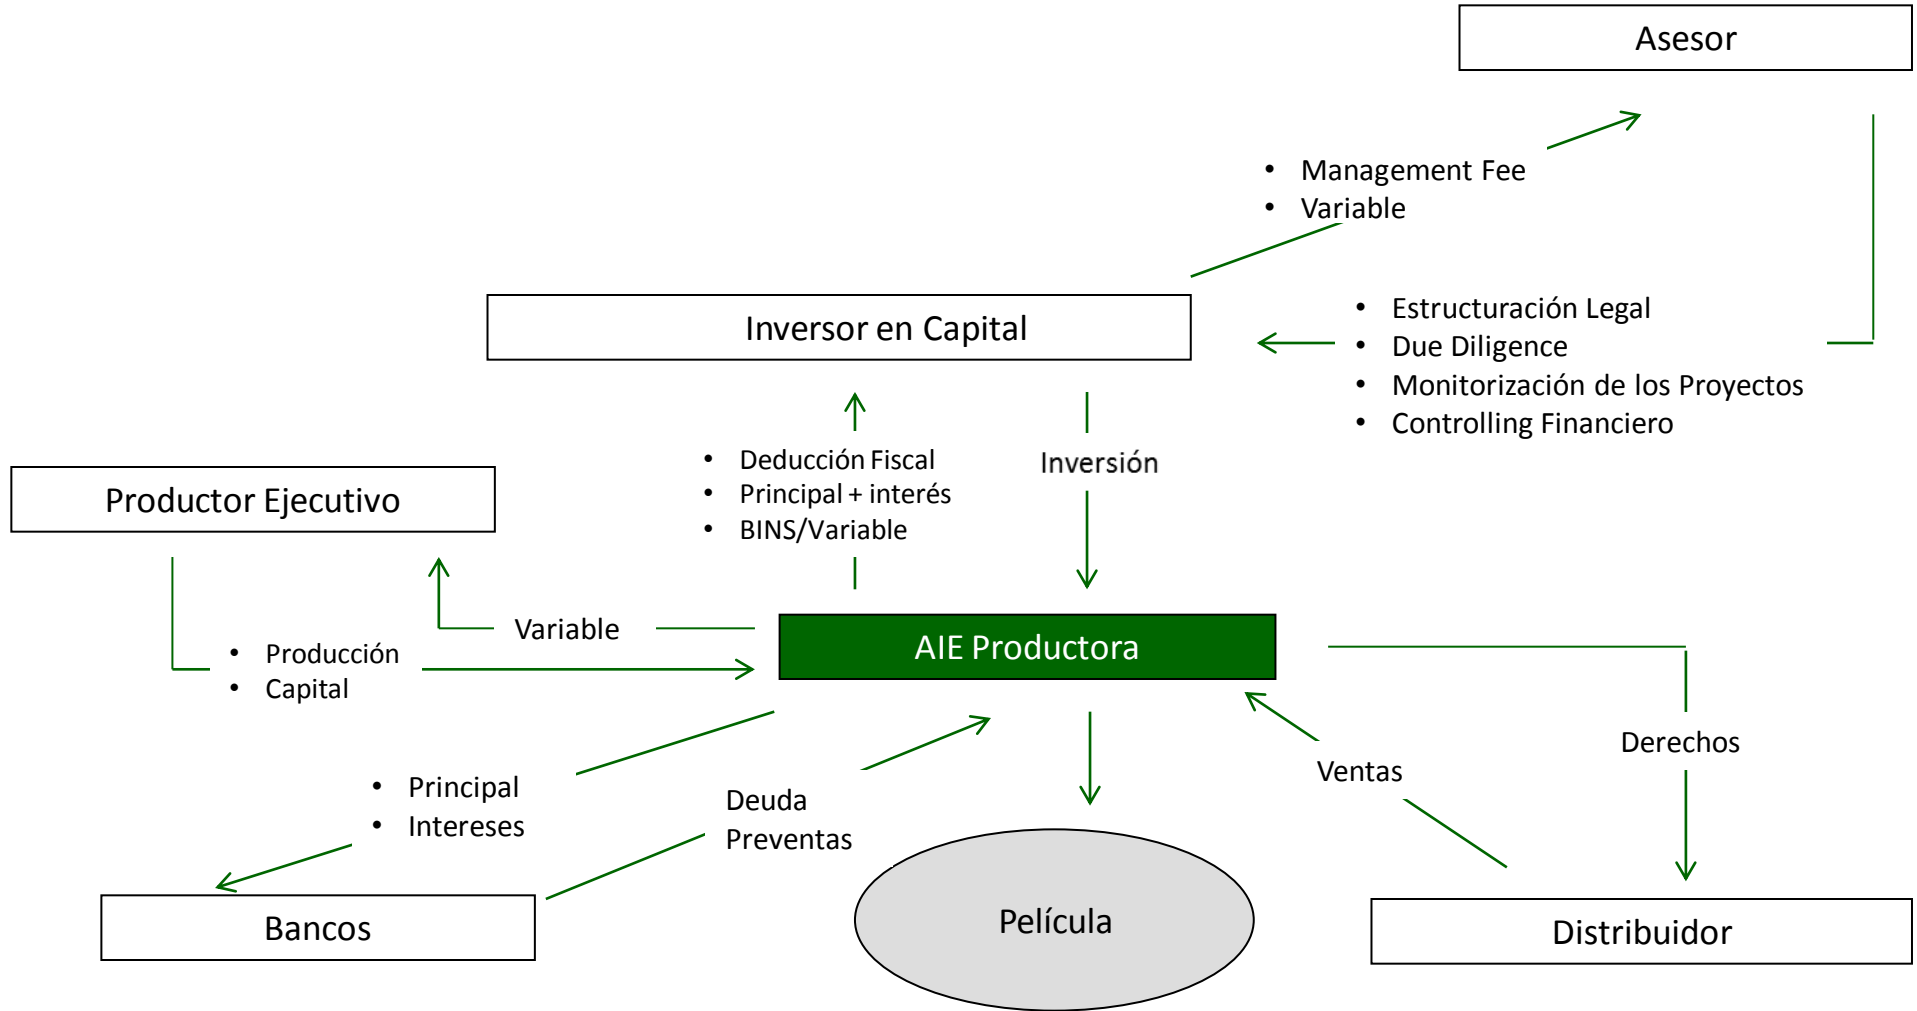 Asesor
• Management Fee
• Variable
Inversor en Capital
• Estructuración Legal
• Due Diligence
• Monitorización de los Proyectos
• Controlling Financiero
• Deducción Fiscal
• Principal + interés
• BINS/Variable
Inversión
Productor Ejecutivo
Variable
• Producción
• Capital
AIE Productora
• Principal
• Intereses
Deuda
Preventas
Ventas
Derechos
Bancos
Película
Distribuidor